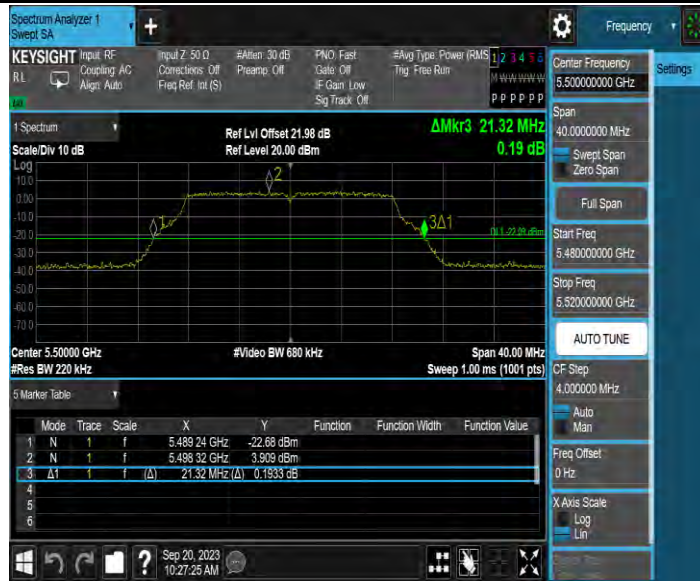 Spectrum Analyzer 1
Swept SA
+
Frequency
KEYSIGHT
RL
Input: RF
Coupling: AC
Align: Auto
Input Z: 50 Ω
Corrections: Off
Freq Ref: Int (S)
#Atten: 30 dB
Preamp: Off
PNO: Fast
Gate: Off
IF Gain: Low
Sig Track: Off
#Avg Type: Power (RMS
Trig: Free Run
1 2 3 4 5 6
M W W W W W
P P P P P P
Center Frequency
5.500000000 GHz
Settings
Span
40.0000000 MHz
Swept Span
Zero Span
Full Span
Start Freq
5.480000000 GHz
Stop Freq
5.520000000 GHz
AUTO TUNE
CF Step
4.000000 MHz
Auto
Man
Freq Offset
0 Hz
X Axis Scale
Log
Lin
1 Spectrum
Scale/Div 10 dB
Ref Lvl Offset 21.98 dB
Ref Level 20.00 dBm
ΔMkr3 21.32 MHz
0.19 dB
Log
10.0
0.00
-10.0
-20.0
-30.0
-40.0
-50.0
-60.0
-70.0
1
2
3Δ1
DL1 -22.09 dBm
Center 5.50000 GHz
#Res BW 220 kHz
#Video BW 680 kHz
Span 40.00 MHz
Sweep 1.00 ms (1001 pts)
5 Marker Table
Mode Trace Scale X Y Function Function Width Function Value
1 N 1 f 5.489 24 GHz -22.68 dBm
2 N 1 f 5.498 32 GHz 3.909 dBm
3 Δ1 1 f (Δ) 21.32 MHz (Δ) 0.1933 dB
4
5
6
?
Sep 20, 2023
10:27:25 AM